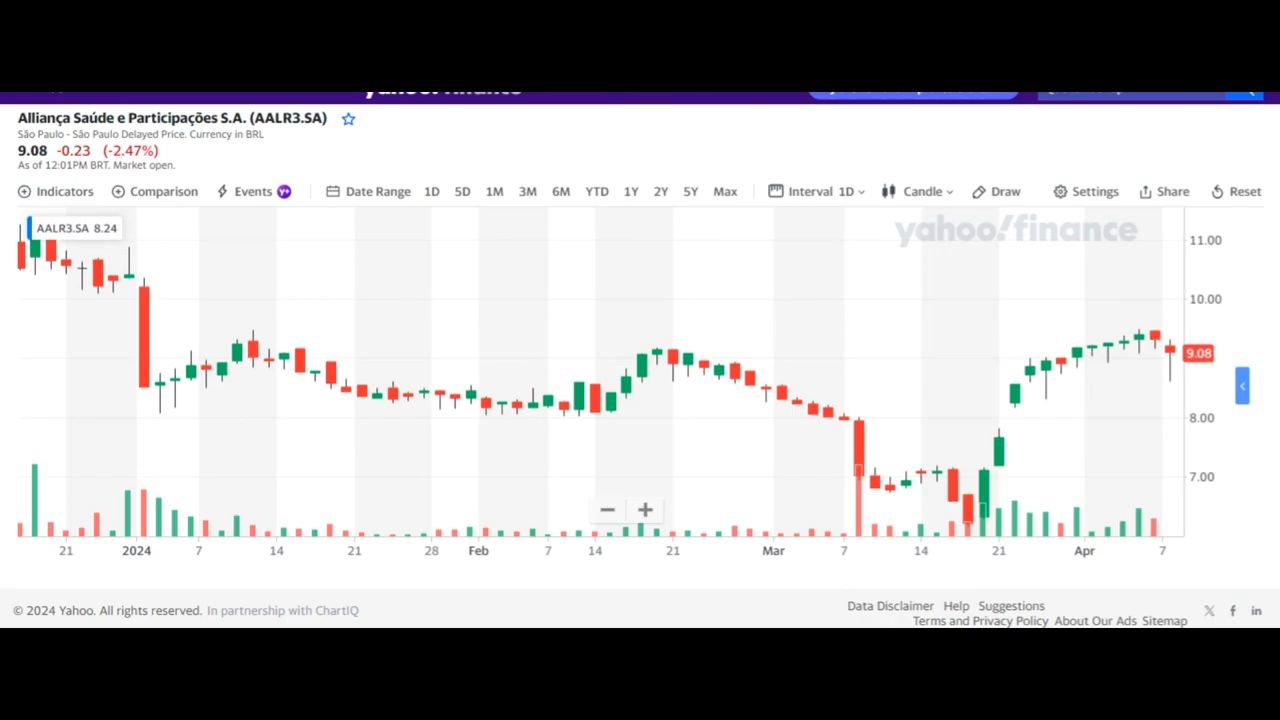 Alliança Saúde e Participações S.A. (AALR3.SA)
São Paulo - São Paulo Delayed Price. Currency in BRL
9.08 -0.23 (-2.47%)
As of 12:01PM BRT. Market open.
Indicators Comparison Events Y+ Date Range 1D 5D 1M 3M 6M YTD 1Y 2Y 5Y Max Interval 1D Candle Draw Settings Share Reset
AALR3.SA 8.24
yahoo!finance
11.00
10.00
9.08
8.00
7.00
21 2024 7 14 21 28 Feb 7 14 21 Mar 7 14 21 Apr 7
© 2024 Yahoo. All rights reserved. In partnership with ChartIQ
Data Disclaimer Help Suggestions
Terms and Privacy Policy About Our Ads Sitemap